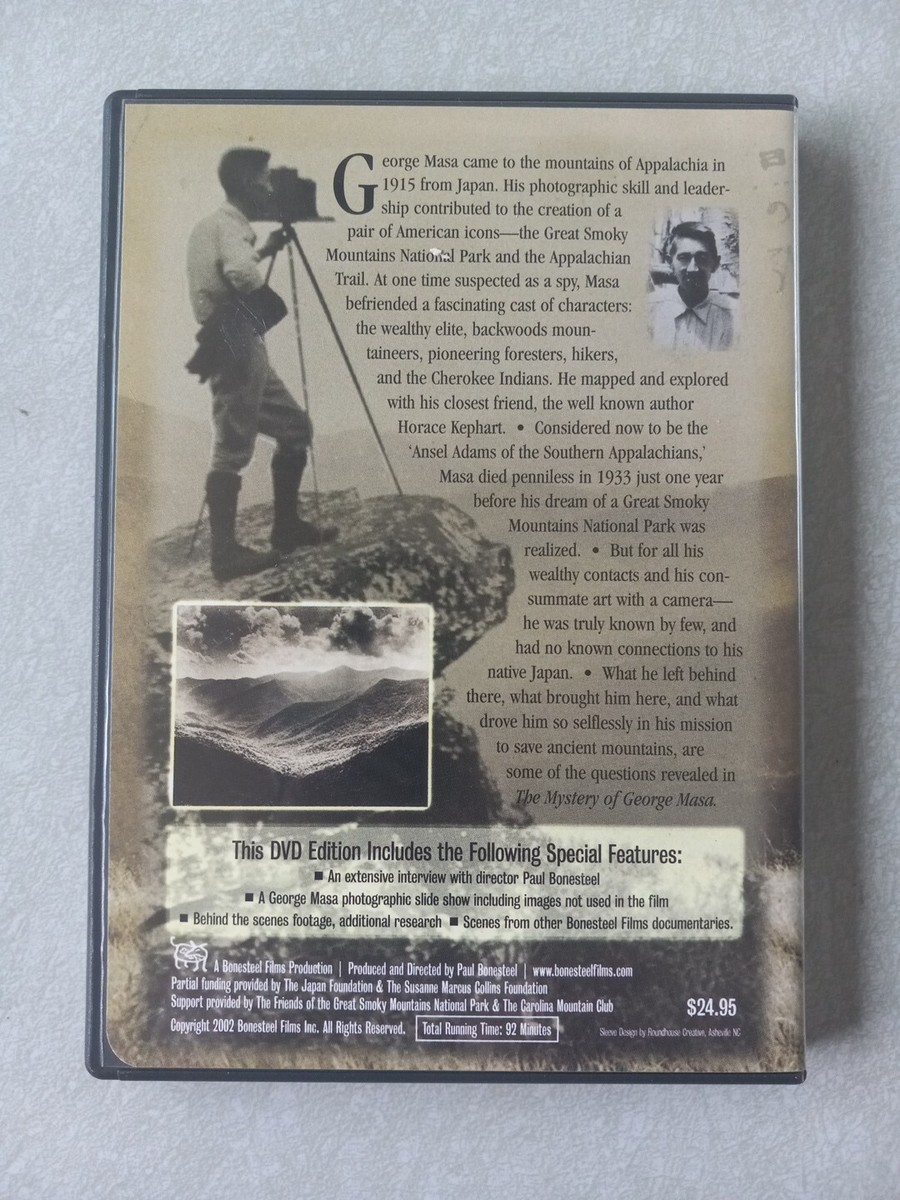 George Masa came to the mountains of Appalachia in
1915 from Japan. His photographic skill and leader-
ship contributed to the creation of a
pair of American icons—the Great Smoky
Mountains National Park and the Appalachian
Trail. At one time suspected as a spy, Masa
befriended a fascinating cast of characters:
the wealthy elite, backwoods moun-
taineers, pioneering foresters, hikers,
and the Cherokee Indians. He mapped and explored
with his closest friend, the well known author
Horace Kephart. • Considered now to be the
‘Ansel Adams of the Southern Appalachians,’
Masa died penniless in 1933 just one year
before his dream of a Great Smoky
Mountains National Park was
realized. • But for all his
wealthy contacts and his con-
summate art with a camera—
he was truly known by few, and
had no known connections to his
native Japan. • What he left behind
there, what brought him here, and what
drove him so selflessly in his mission
to save ancient mountains, are
some of the questions revealed in
The Mystery of George Masa.
This DVD Edition Includes the Following Special Features:
■ An extensive interview with director Paul Bonesteel
■ A George Masa photographic slide show including images not used in the film
■ Behind the scenes footage, additional research ■ Scenes from other Bonesteel Films documentaries.
A Bonesteel Films Production | Produced and Directed by Paul Bonesteel | www.bonesteelfilms.com
Partial funding provided by The Japan Foundation & The Susanne Marcus Collins Foundation
Support provided by The Friends of the Great Smoky Mountains National Park & The Carolina Mountain Club
$24.95
Copyright 2002 Bonesteel Films Inc. All Rights Reserved. Total Running Time: 92 Minutes
Sleeve Design by Roundhouse Creative, Asheville NC